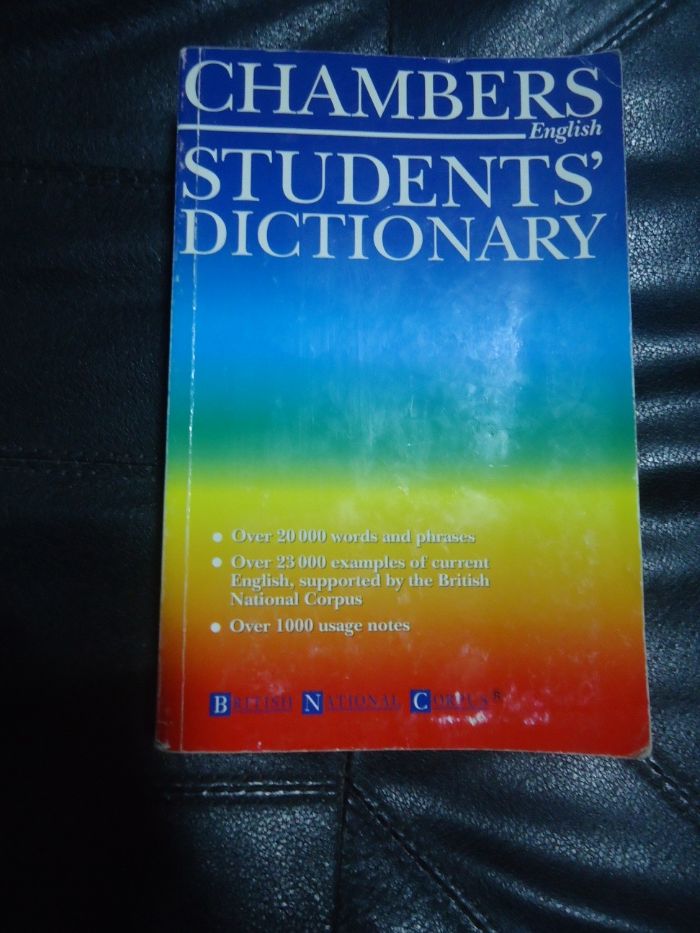 CHAMBERS
English
STUDENTS’
DICTIONARY
• Over 20 000 words and phrases
• Over 23 000 examples of current
English, supported by the British
National Corpus
• Over 1000 usage notes
BRITISH NATIONAL CORPUS ®